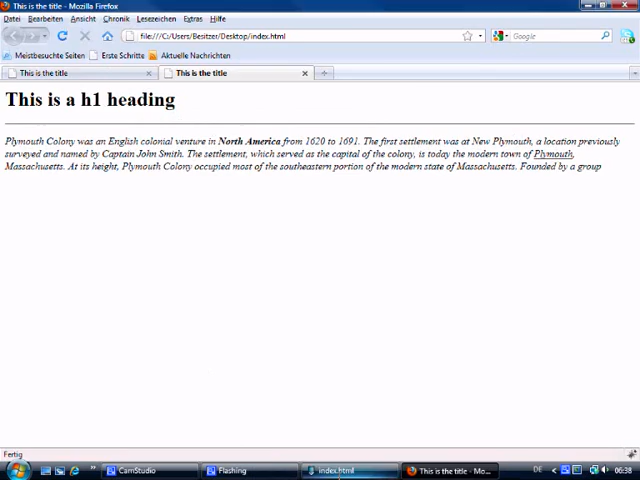 This is the title - Mozilla Firefox
Datei Bearbeiten Ansicht Chronik Lesezeichen Extras Hilfe
file:///C:/Users/Besitzer/Desktop/index.html Google
Meistbesuchte Seiten Erste Schritte Aktuelle Nachrichten
This is the title This is the title
This is a h1 heading
Plymouth Colony was an English colonial venture in North America from 1620 to 1691. The first settlement was at New Plymouth, a location previously
surveyed and named by Captain John Smith. The settlement, which served as the capital of the colony, is today the modern town of Plymouth,
Massachusetts. At its height, Plymouth Colony occupied most of the southeastern portion of the modern state of Massachusetts. Founded by a group
Fertig
CamStudio Flashing index.html This is the title - Mo... DE 06:38